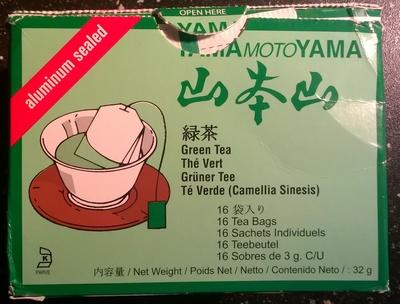 OPEN HERE
YAMA
YAMAMOTOYAMA
aluminum sealed
山本山
緑茶
Green Tea
Thé Vert
Grüner Tee
Té Verde (Camellia Sinesis)
16 袋入り
16 Tea Bags
16 Sachets Individuels
16 Teebeutel
16 Sobres de 3 g. C/U
K
PARVE
内容量 / Net Weight / Poids Net / Netto / Contenido Neto / : 32 g